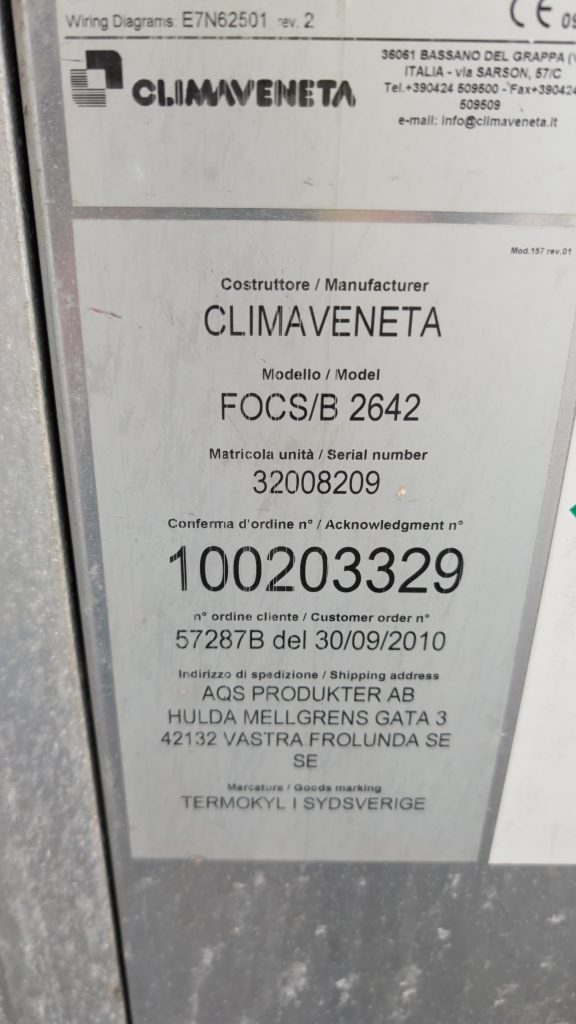 Wiring Diagrams: E7N62501 rev. 2
CE 09
CLIMAVENETA
36061 BASSANO DEL GRAPPA (V
ITALIA - via SARSON, 57/C
Tel.+390424 509500 - Fax+390424
509509
e-mail: info@climaveneta.it
Mod.157 rev.01
Costruttore / Manufacturer
CLIMAVENETA
Modello / Model
FOCS/B 2642
Matricola unità / Serial number
32008209
Conferma d'ordine n° / Acknowledgment n°
100203329
n° ordine cliente / Customer order n°
57287B del 30/09/2010
Indirizzo di spedizione / Shipping address
AQS PRODUKTER AB
HULDA MELLGRENS GATA 3
42132 VASTRA FROLUNDA SE
SE
Marcatura / Goods marking
TERMOKYL I SYDSVERIGE